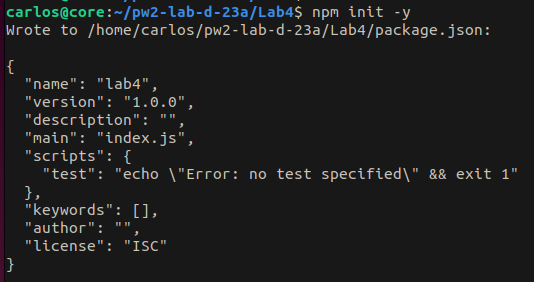 carlos@core:~/pw2-lab-d-23a/Lab4$ npm init -y
Wrote to /home/carlos/pw2-lab-d-23a/Lab4/package.json:
{
  "name": "lab4",
  "version": "1.0.0",
  "description": "",
  "main": "index.js",
  "scripts": {
    "test": "echo \"Error: no test specified\" && exit 1"
  },
  "keywords": [],
  "author": "",
  "license": "ISC"
}